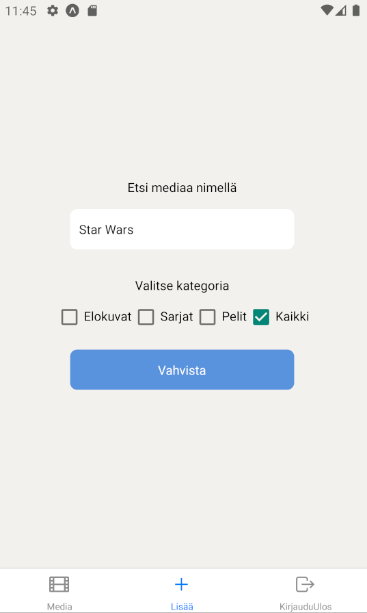 11:45
Etsi mediaa nimellä
Star Wars
Valitse kategoria
Elokuvat Sarjat Pelit Kaikki
Vahvista
Media Lisää KirjauduUlos